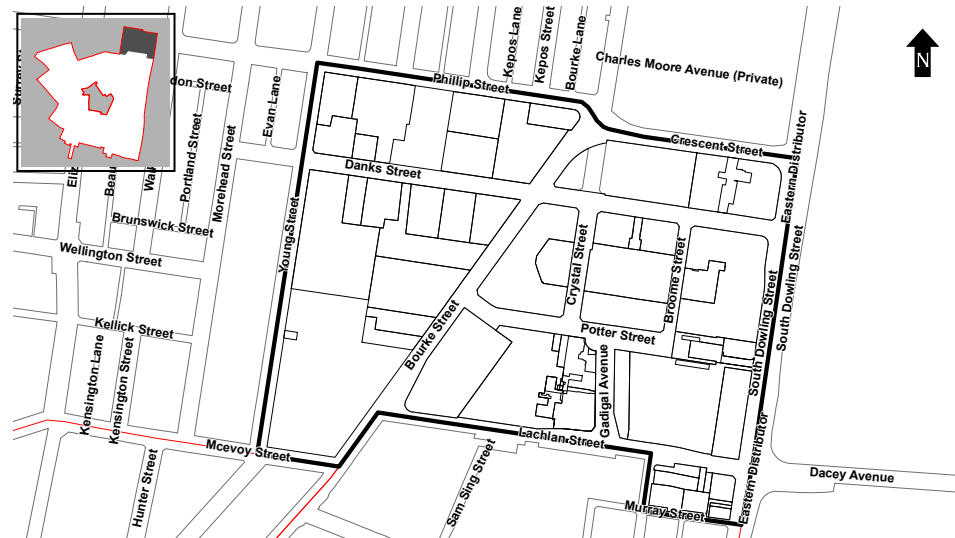 Kepos Lane
Kepos Street
Bourke Lane
Charles Moore Avenue (Private)
N
Phillip Street
Evan Lane
don Street
Portland Street
Morehead Street
Crescent Street
Eastern Distributor
Danks Street
Young Street
Brunswick Street
Wellington Street
Crystal Street
Broome Street
South Dowling Street
South Dowling Street
Bourke Street
Potter Street
Kellick Street
Kensington Lane
Kensington Street
Gadigal Avenue
Lachlan Street
Mcevoy Street
Hunter Street
Sam Sing Street
Eastern Distributor
Dacey Avenue
Murray Street